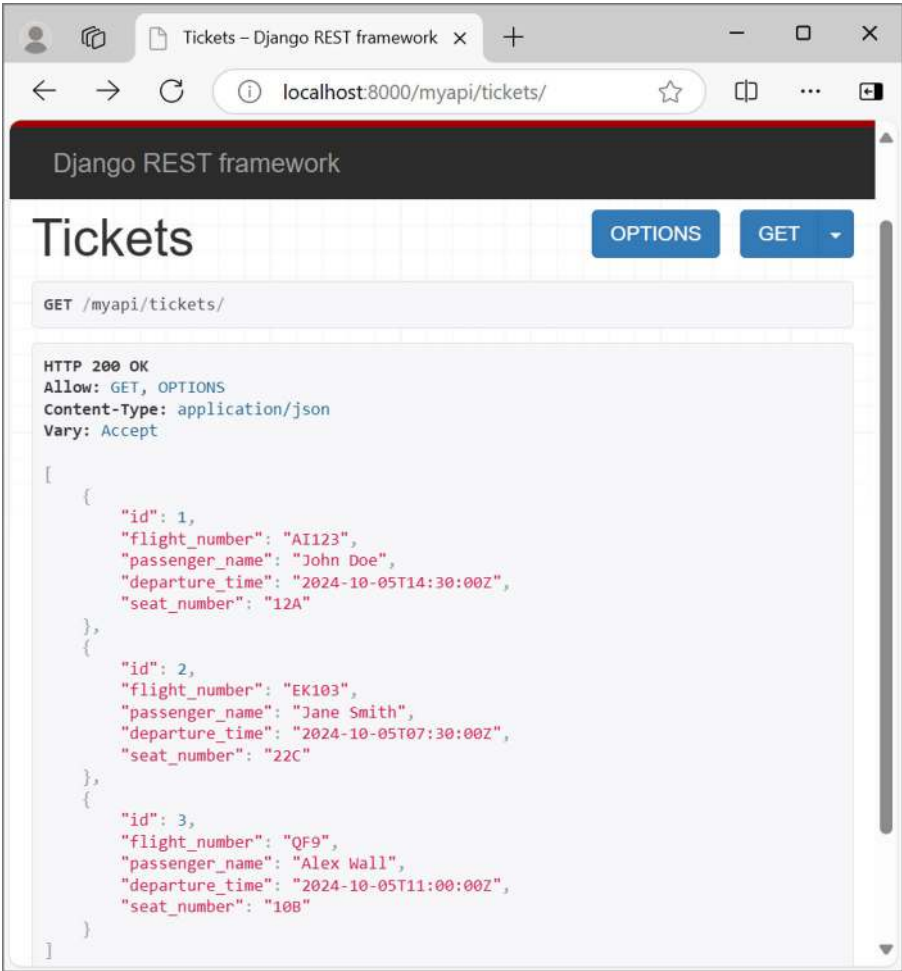 Tickets – Django REST framework
localhost:8000/myapi/tickets/
Django REST framework
Tickets
OPTIONS
GET
GET /myapi/tickets/
HTTP 200 OK
Allow: GET, OPTIONS
Content-Type: application/json
Vary: Accept
[
    {
        "id": 1,
        "flight_number": "AI123",
        "passenger_name": "John Doe",
        "departure_time": "2024-10-05T14:30:00Z",
        "seat_number": "12A"
    },
    {
        "id": 2,
        "flight_number": "EK103",
        "passenger_name": "Jane Smith",
        "departure_time": "2024-10-05T07:30:00Z",
        "seat_number": "22C"
    },
    {
        "id": 3,
        "flight_number": "QF9",
        "passenger_name": "Alex Wall",
        "departure_time": "2024-10-05T11:00:00Z",
        "seat_number": "10B"
    }
]